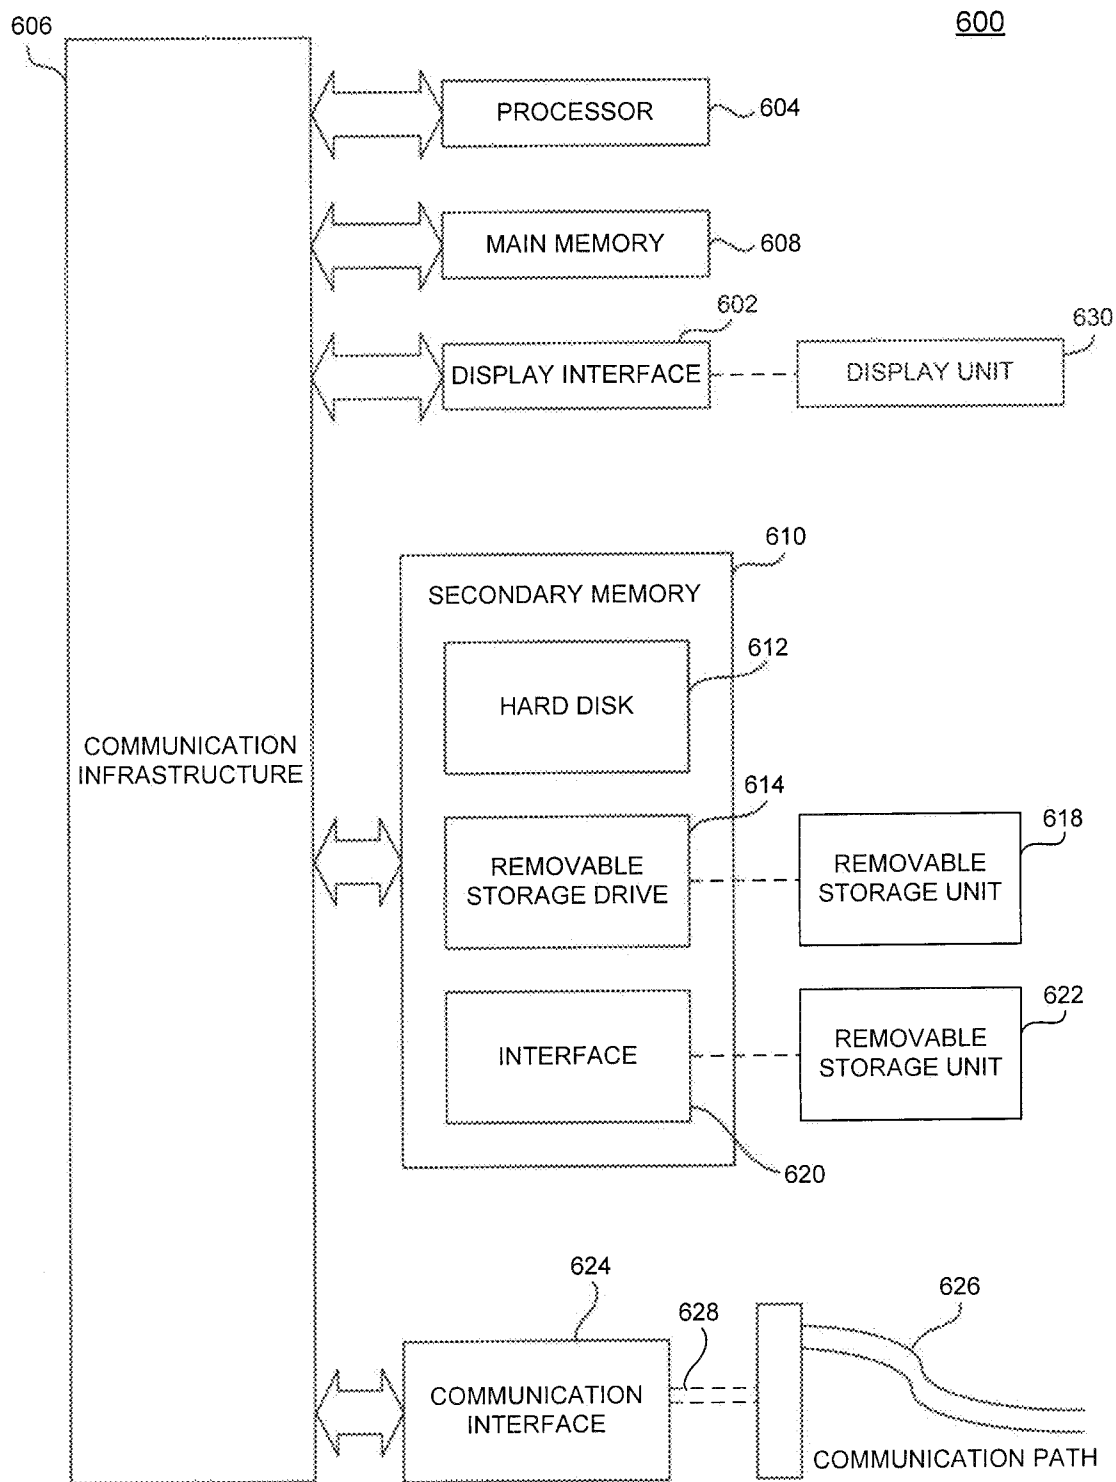 600
606
PROCESSOR
604
MAIN MEMORY
608
602
DISPLAY INTERFACE
630
DISPLAY UNIT
610
SECONDARY MEMORY
612
HARD DISK
COMMUNICATION
INFRASTRUCTURE
614
REMOVABLE
STORAGE DRIVE
618
REMOVABLE
STORAGE UNIT
INTERFACE
622
REMOVABLE
STORAGE UNIT
620
624
COMMUNICATION
INTERFACE
628
626
COMMUNICATION PATH